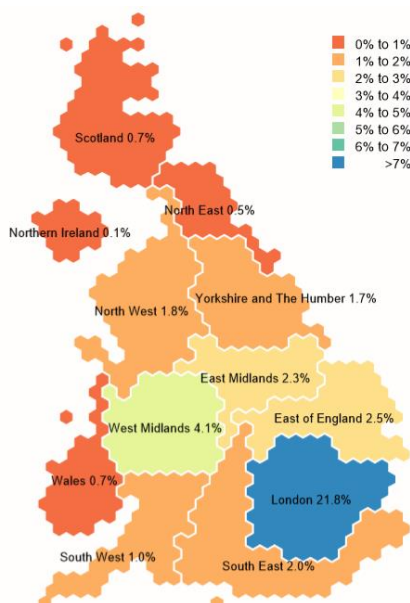 0% to 1%
1% to 2%
2% to 3%
3% to 4%
4% to 5%
5% to 6%
6% to 7%
>7%
Scotland 0.7%
North East 0.5%
Northern Ireland 0.1%
Yorkshire and The Humber 1.7%
North West 1.8%
East Midlands 2.3%
East of England 2.5%
West Midlands 4.1%
Wales 0.7%
London 21.8%
South West 1.0%
South East 2.0%